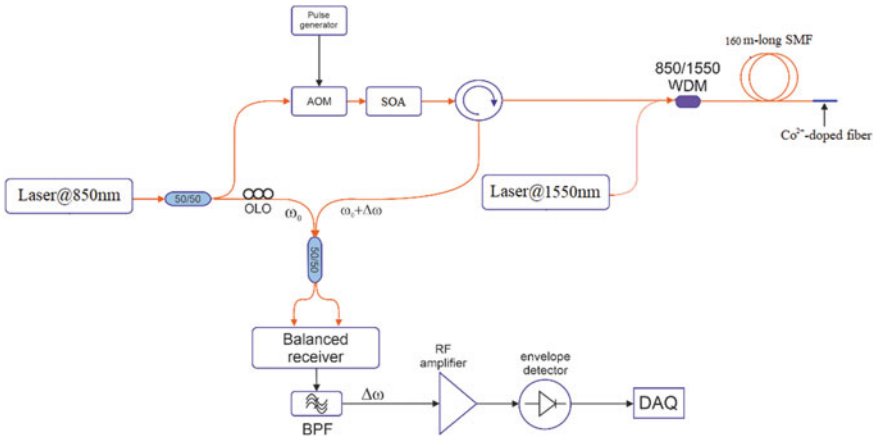 Pulse
generator
160 m-long SMF
850/1550
WDM
AOM
SOA
Co²⁺-doped fiber
Laser@850nm
50/50
OLO
ω₀
ω₀+Δω
Laser@1550nm
50/50
Balanced
receiver
RF
amplifier
envelope
detector
Δω
DAQ
BPF